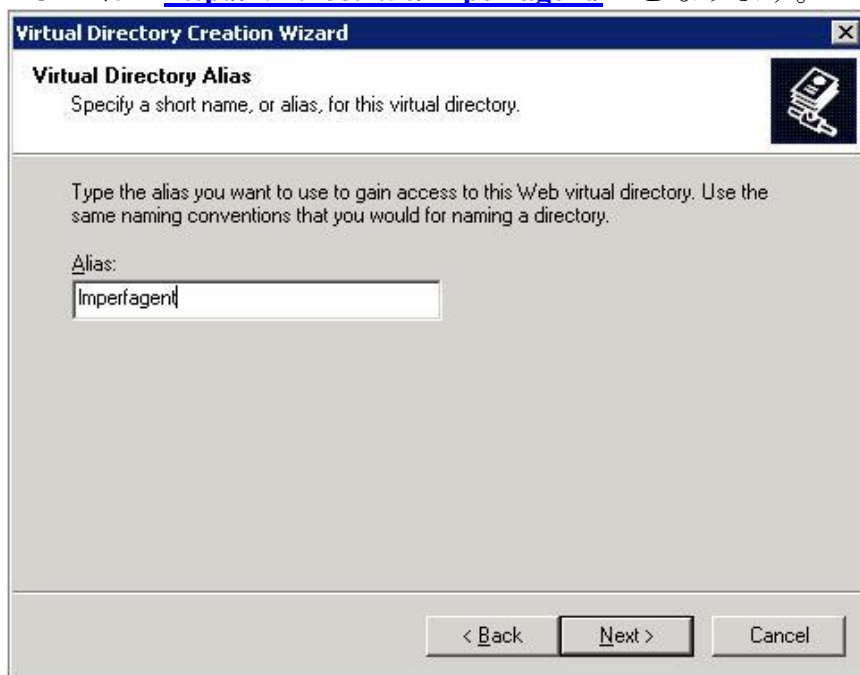 Virtual Directory Creation Wizard
Virtual Directory Alias
Specify a short name, or alias, for this virtual directory.
Type the alias you want to use to gain access to this Web virtual directory. Use the
same naming conventions that you would for naming a directory.
Alias:
Imperfagent
< Back
Next >
Cancel